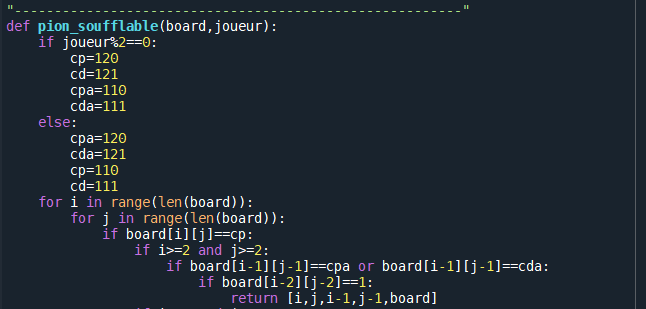 "---------------------------------------------------------"
def pion_soufflable(board,joueur):
    if joueur%2==0:
        cp=120
        cd=121
        cpa=110
        cda=111
    else:
        cpa=120
        cda=121
        cp=110
        cd=111
    for i in range(len(board)):
        for j in range(len(board)):
            if board[i][j]==cp:
                if i>=2 and j>=2:
                    if board[i-1][j-1]==cpa or board[i-1][j-1]==cda:
                        if board[i-2][j-2]==1:
                            return [i,j,i-1,j-1,board]